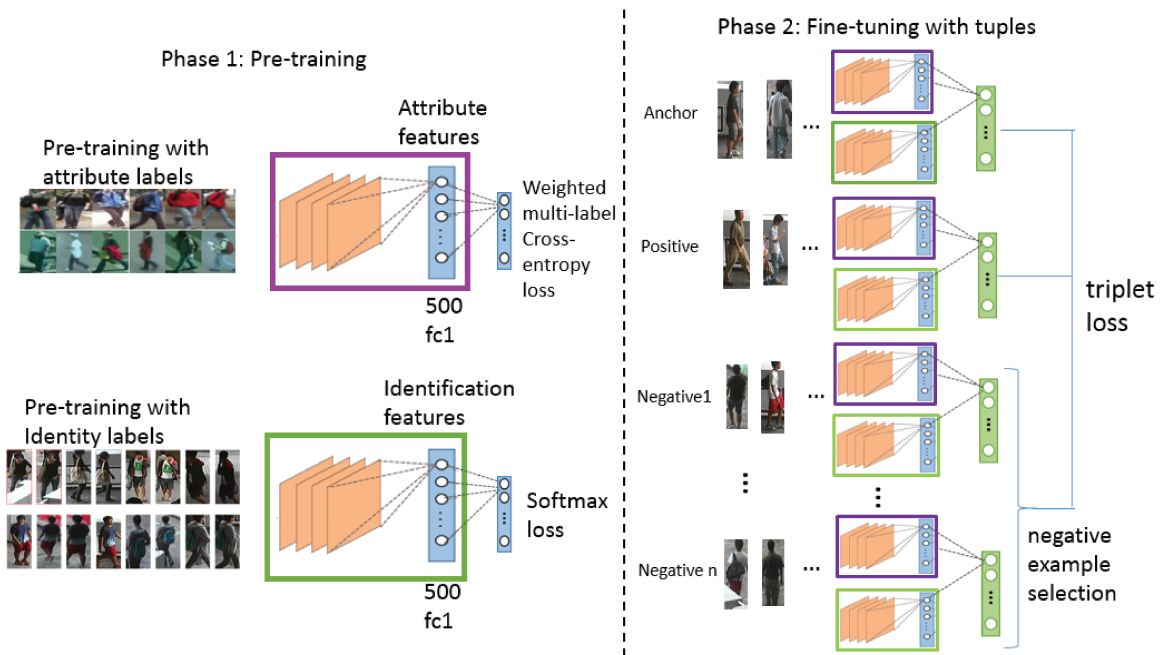 Phase 1: Pre-training
Attribute
features
Pre-training with
attribute labels
Weighted
multi-label
Cross-
entropy
loss
500
fc1
Identification
features
Pre-training with
Identity labels
Softmax
loss
500
fc1
Phase 2: Fine-tuning with tuples
Anchor
...
Positive
...
triplet
loss
Negative1
...
negative
example
selection
Negative n
...